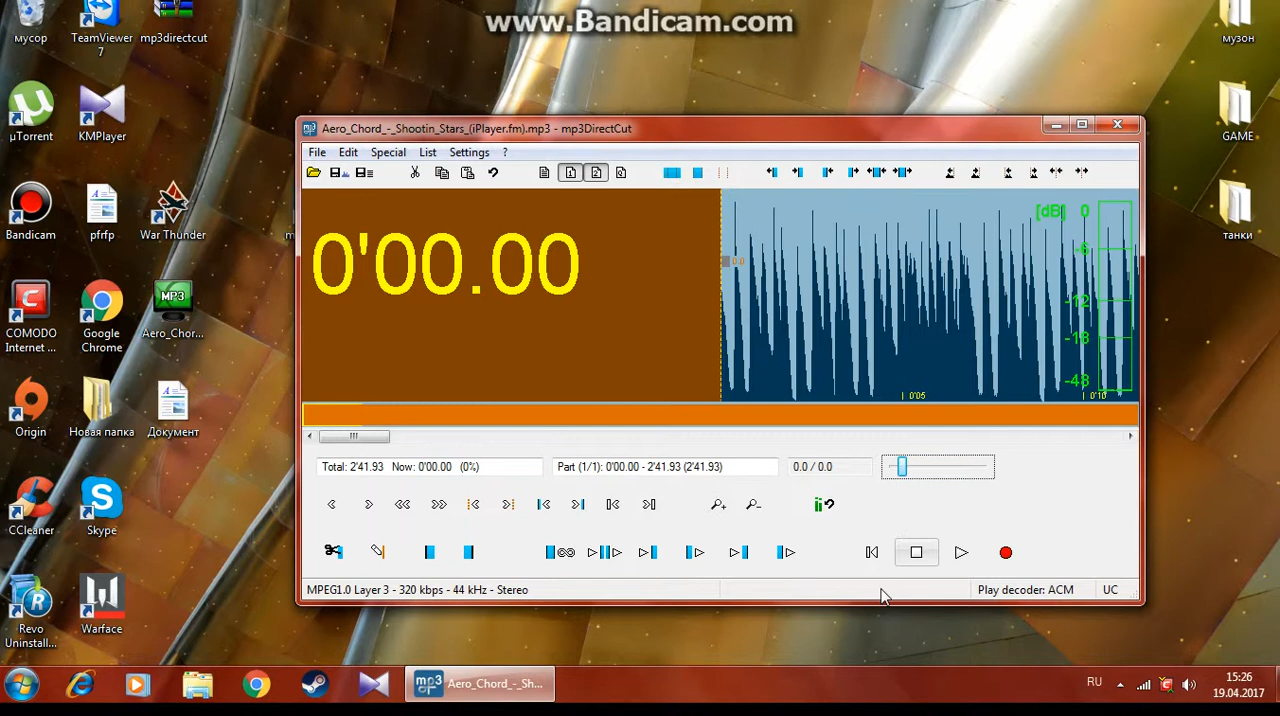 www.Bandicam.com
мусор
TeamViewer
7
mp3directcut
музон
µTorrent
KMPlayer
GAME
Bandicam
pfrfp
War Thunder
танки
COMODO
Internet ...
Google
Chrome
MP3
Aero_Chor...
Origin
Новая папка
Документ
CCleaner
Skype
Revo
Uninstall...
Warface
Aero_Chord_-_Shootin_Stars_(iPlayer.fm).mp3 - mp3DirectCut
File Edit Special List Settings ?
0'00.00
0.0
[dB] 0
-6
-12
-18
-48
0'05
0'10
Total: 2'41.93 Now: 0'00.00 (0%)
Part (1/1): 0'00.00 - 2'41.93 (2'41.93)
0.0 / 0.0
MPEG1.0 Layer 3 - 320 kbps - 44 kHz - Stereo
Play decoder: ACM
UC
mp3
Aero_Chord_-_Sh...
RU
15:26
19.04.2017